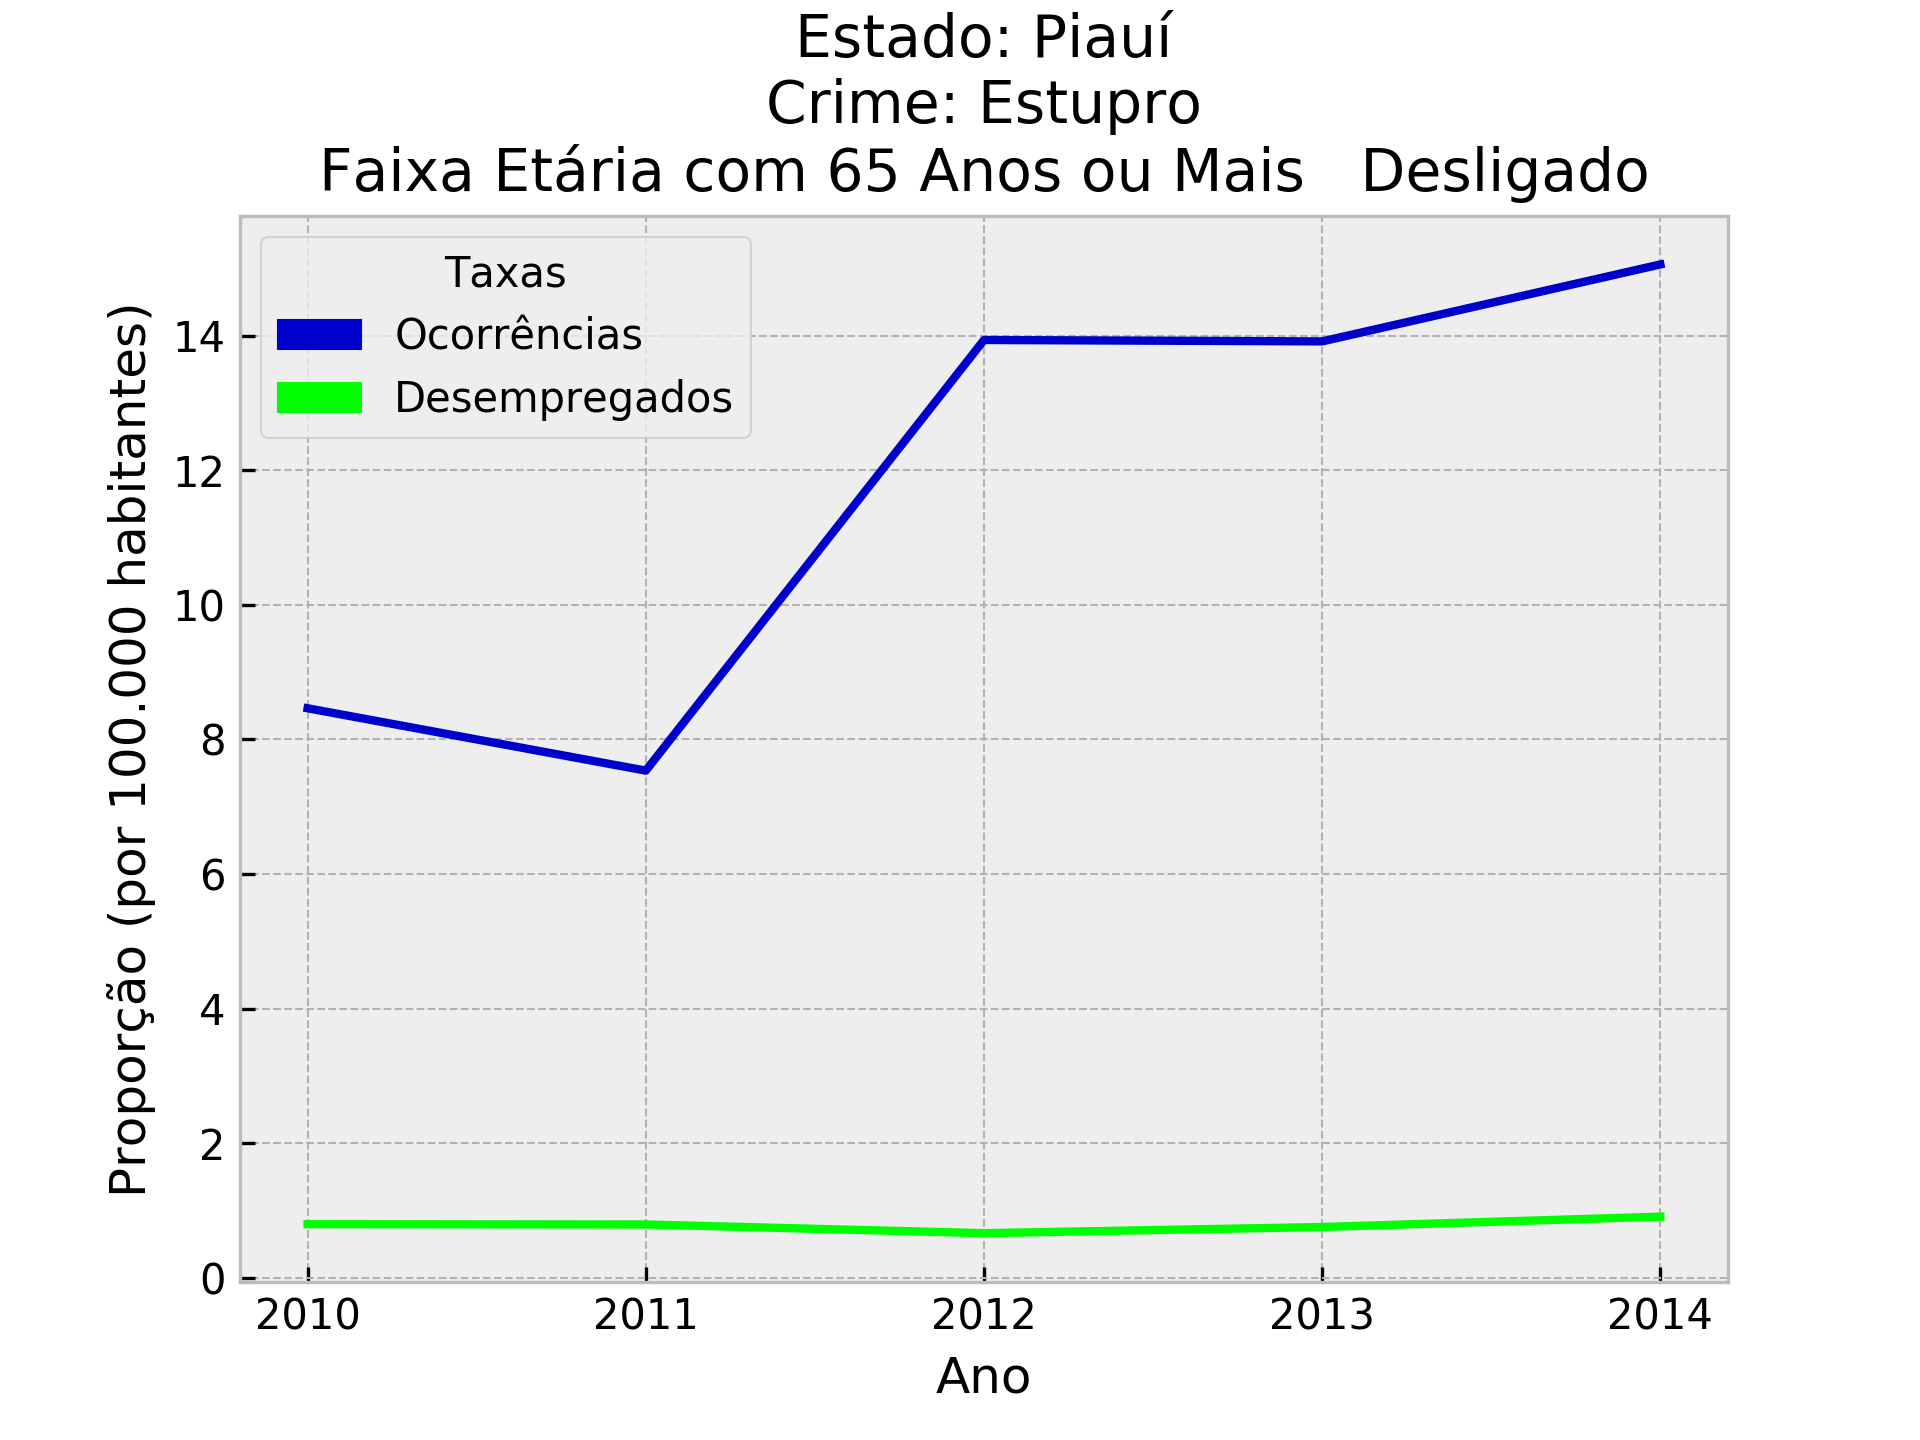 Estado: Piauí
Crime: Estupro
Faixa Etária com 65 Anos ou Mais   Desligado
Taxas
Ocorrências
Desempregados
Proporção (por 100.000 habitantes)
14
12
10
8
6
4
2
0
2010 2011 2012 2013 2014
Ano